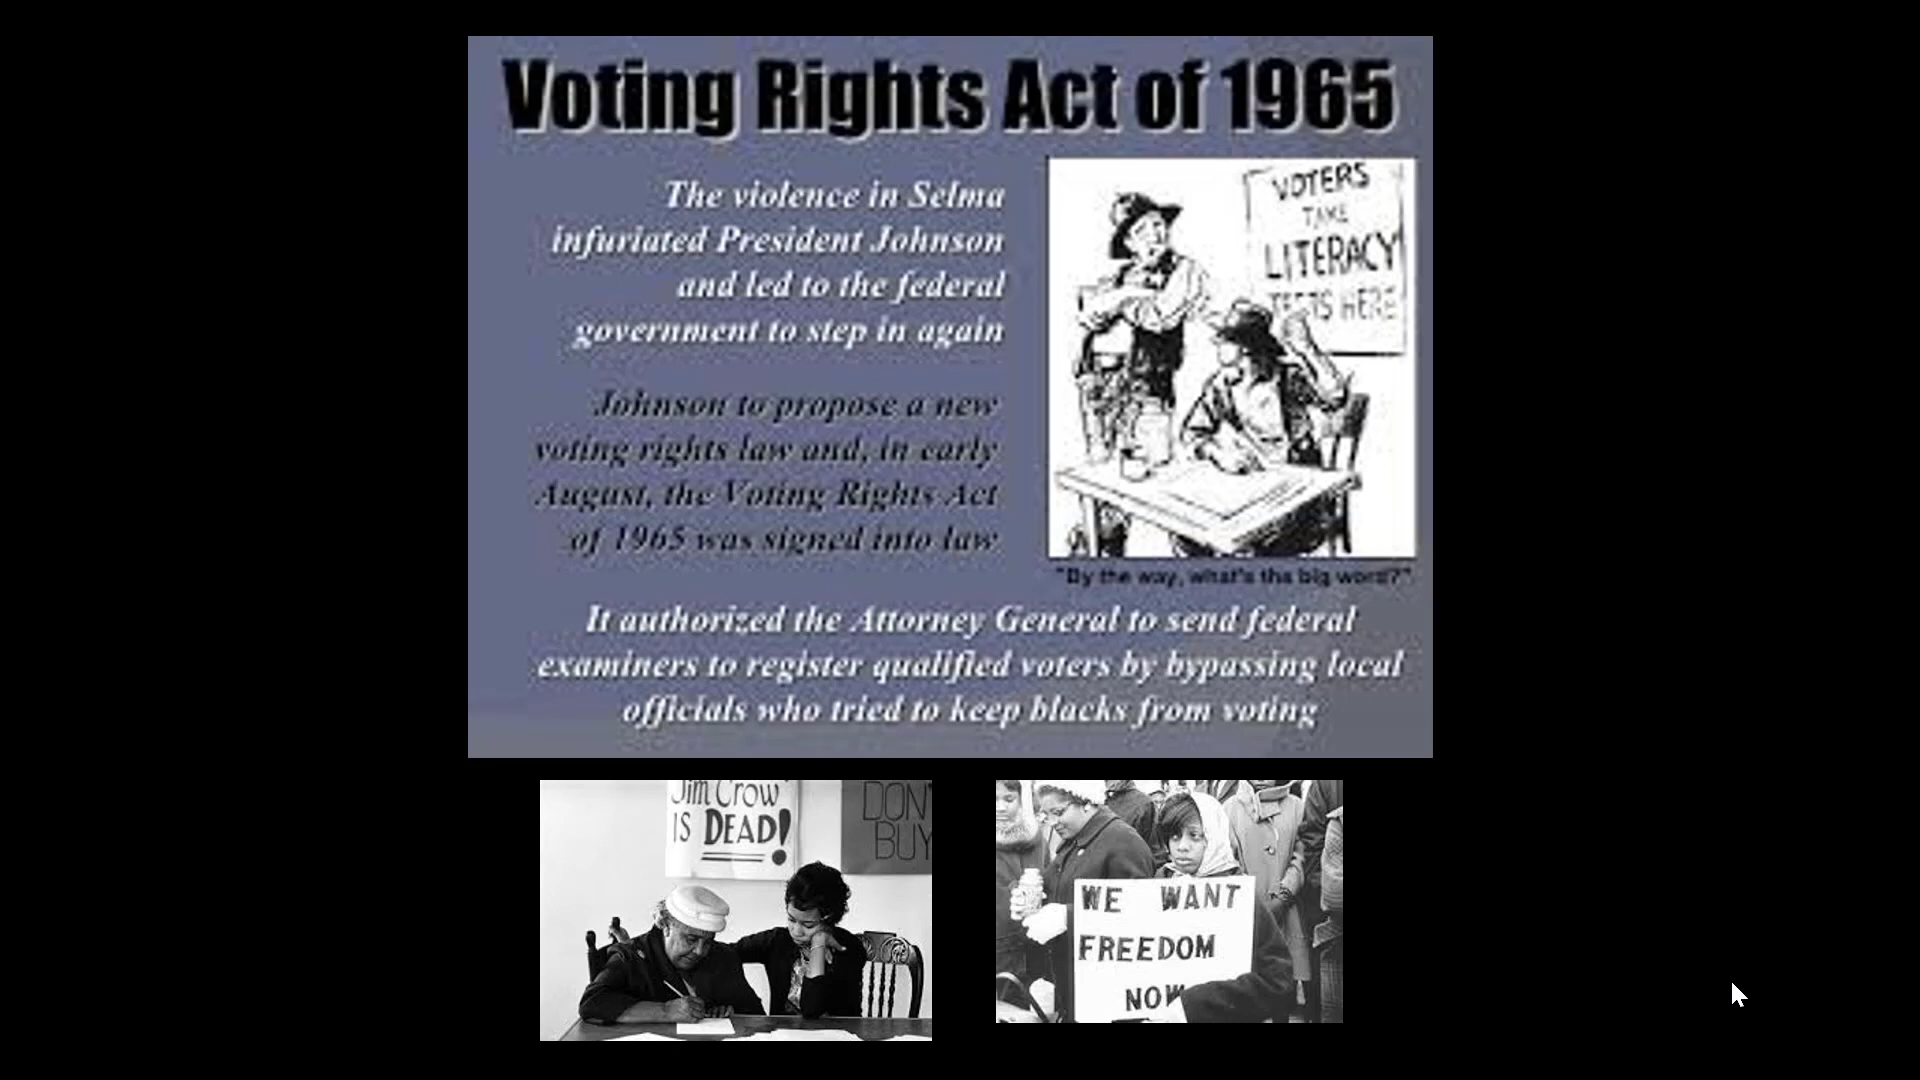 Voting Rights Act of 1965
The violence in Selma
infuriated President Johnson
and led to the federal
government to step in again
Johnson to propose a new
voting rights law and, in early
August, the Voting Rights Act
of 1965 was signed into law
VOTERS
TAKE
LITERACY
TESTS HERE
"By the way, what's the big word?"
It authorized the Attorney General to send federal
examiners to register qualified voters by bypassing local
officials who tried to keep blacks from voting
Jim Crow
IS DEAD!
DON'T
BUY
WE WANT
FREEDOM
NOW